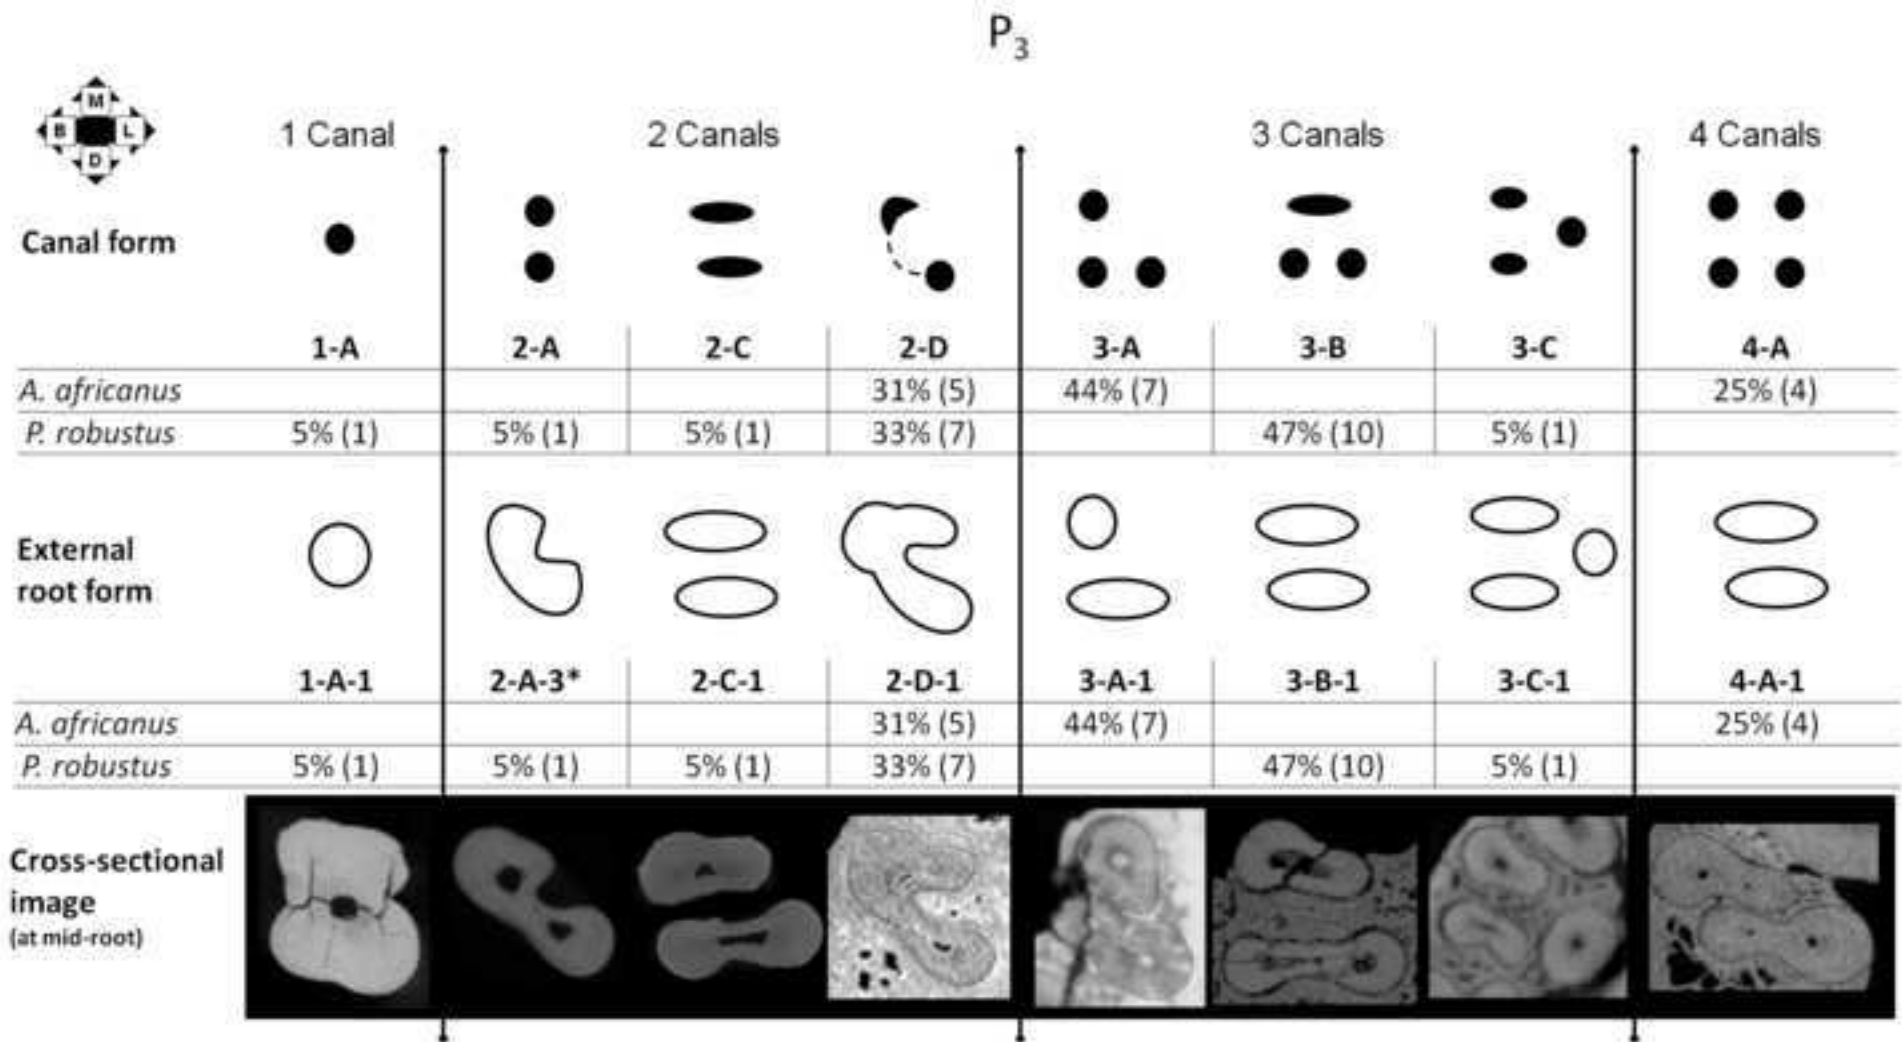 P3
M
B L
D
1 Canal 2 Canals 3 Canals 4 Canals
Canal form
1-A 2-A 2-C 2-D 3-A 3-B 3-C 4-A
A. africanus 31% (5) 44% (7) 25% (4)
P. robustus 5% (1) 5% (1) 5% (1) 33% (7) 47% (10) 5% (1)
External
root form
1-A-1 2-A-3* 2-C-1 2-D-1 3-A-1 3-B-1 3-C-1 4-A-1
A. africanus 31% (5) 44% (7) 25% (4)
P. robustus 5% (1) 5% (1) 5% (1) 33% (7) 47% (10) 5% (1)
Cross-sectional
image
(at mid-root)